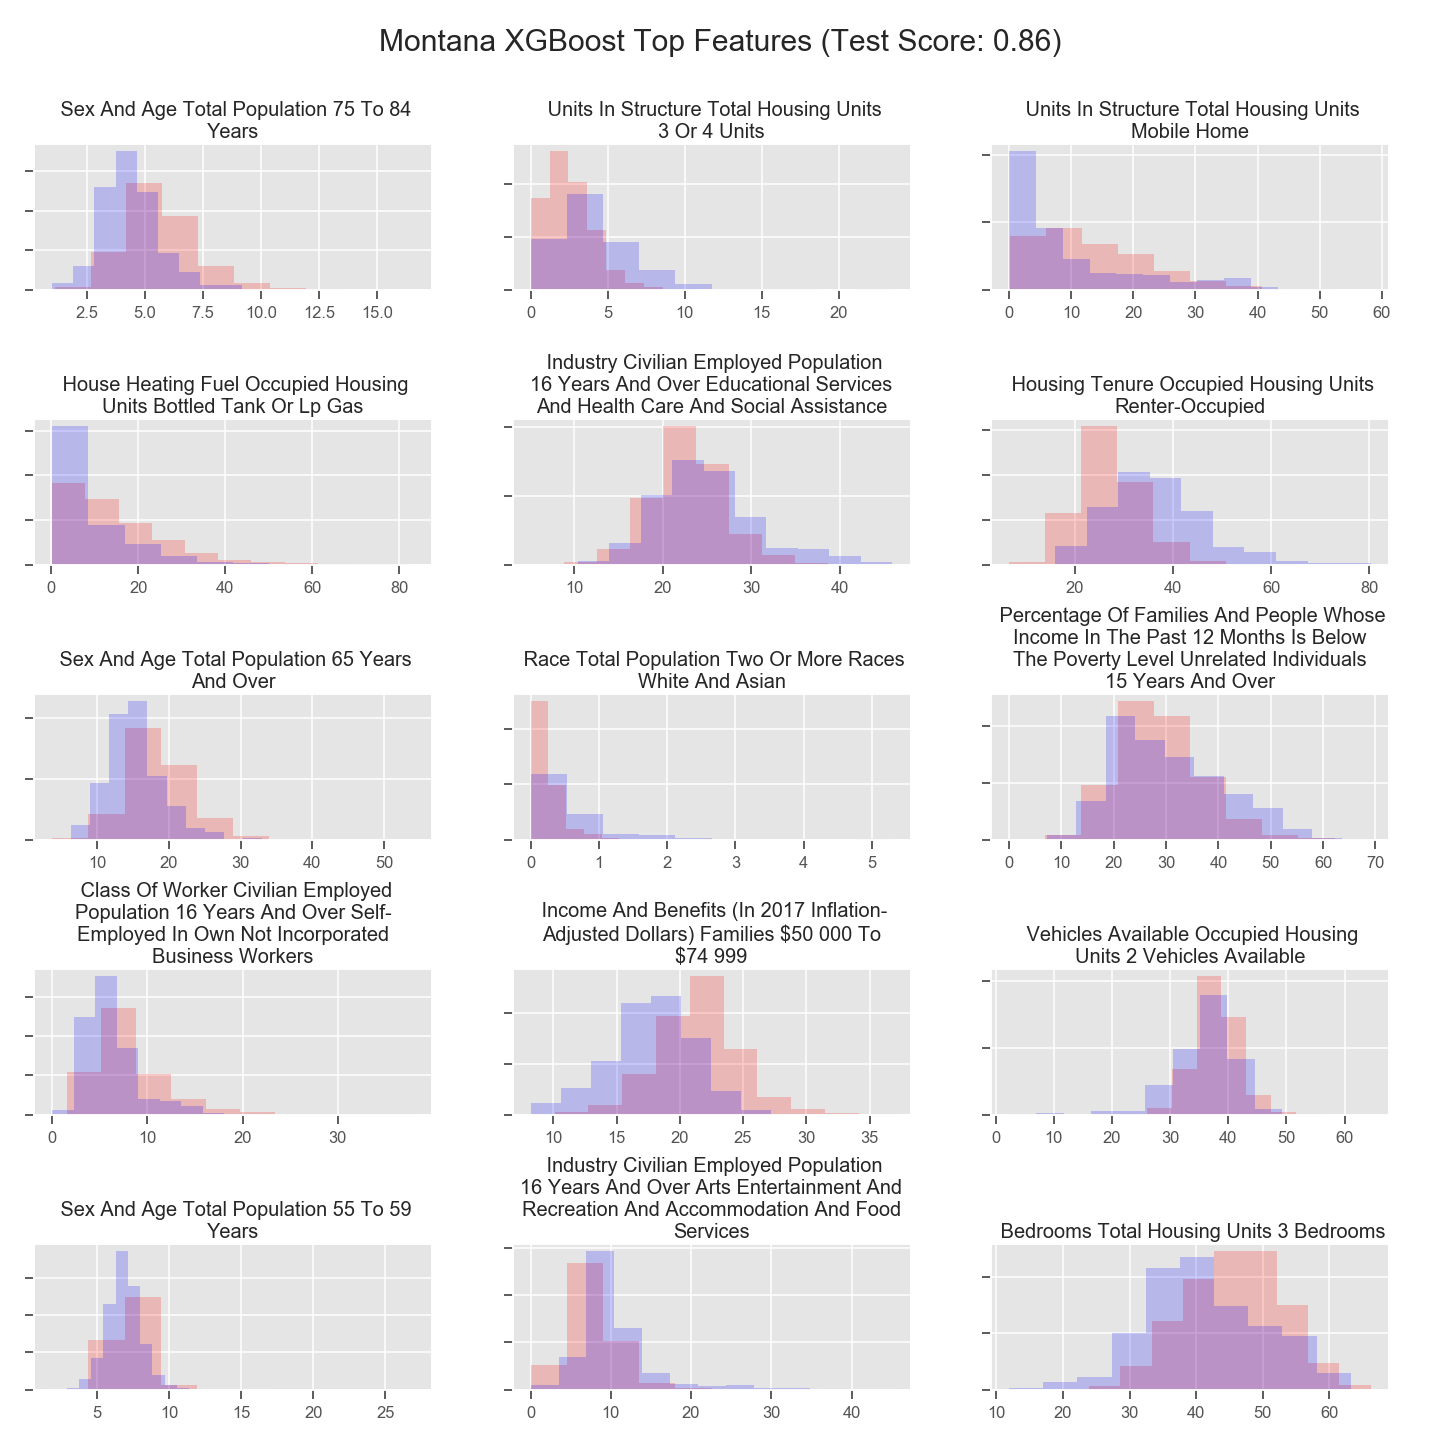 Montana XGBoost Top Features (Test Score: 0.86)
Sex And Age Total Population 75 To 84
Years
2.5 5.0 7.5 10.0 12.5 15.0
Units In Structure Total Housing Units
3 Or 4 Units
0 5 10 15 20
Units In Structure Total Housing Units
Mobile Home
0 10 20 30 40 50 60
House Heating Fuel Occupied Housing
Units Bottled Tank Or Lp Gas
0 20 40 60 80
Industry Civilian Employed Population
16 Years And Over Educational Services
And Health Care And Social Assistance
10 20 30 40
Housing Tenure Occupied Housing Units
Renter-Occupied
20 40 60 80
Sex And Age Total Population 65 Years
And Over
10 20 30 40 50
Race Total Population Two Or More Races
White And Asian
0 1 2 3 4 5
Percentage Of Families And People Whose
Income In The Past 12 Months Is Below
The Poverty Level Unrelated Individuals
15 Years And Over
0 10 20 30 40 50 60 70
Class Of Worker Civilian Employed
Population 16 Years And Over Self-
Employed In Own Not Incorporated
Business Workers
0 10 20 30
Income And Benefits (In 2017 Inflation-
Adjusted Dollars) Families $50 000 To
$74 999
10 15 20 25 30 35
Vehicles Available Occupied Housing
Units 2 Vehicles Available
0 10 20 30 40 50 60
Sex And Age Total Population 55 To 59
Years
5 10 15 20 25
Industry Civilian Employed Population
16 Years And Over Arts Entertainment And
Recreation And Accommodation And Food
Services
0 10 20 30 40
Bedrooms Total Housing Units 3 Bedrooms
10 20 30 40 50 60